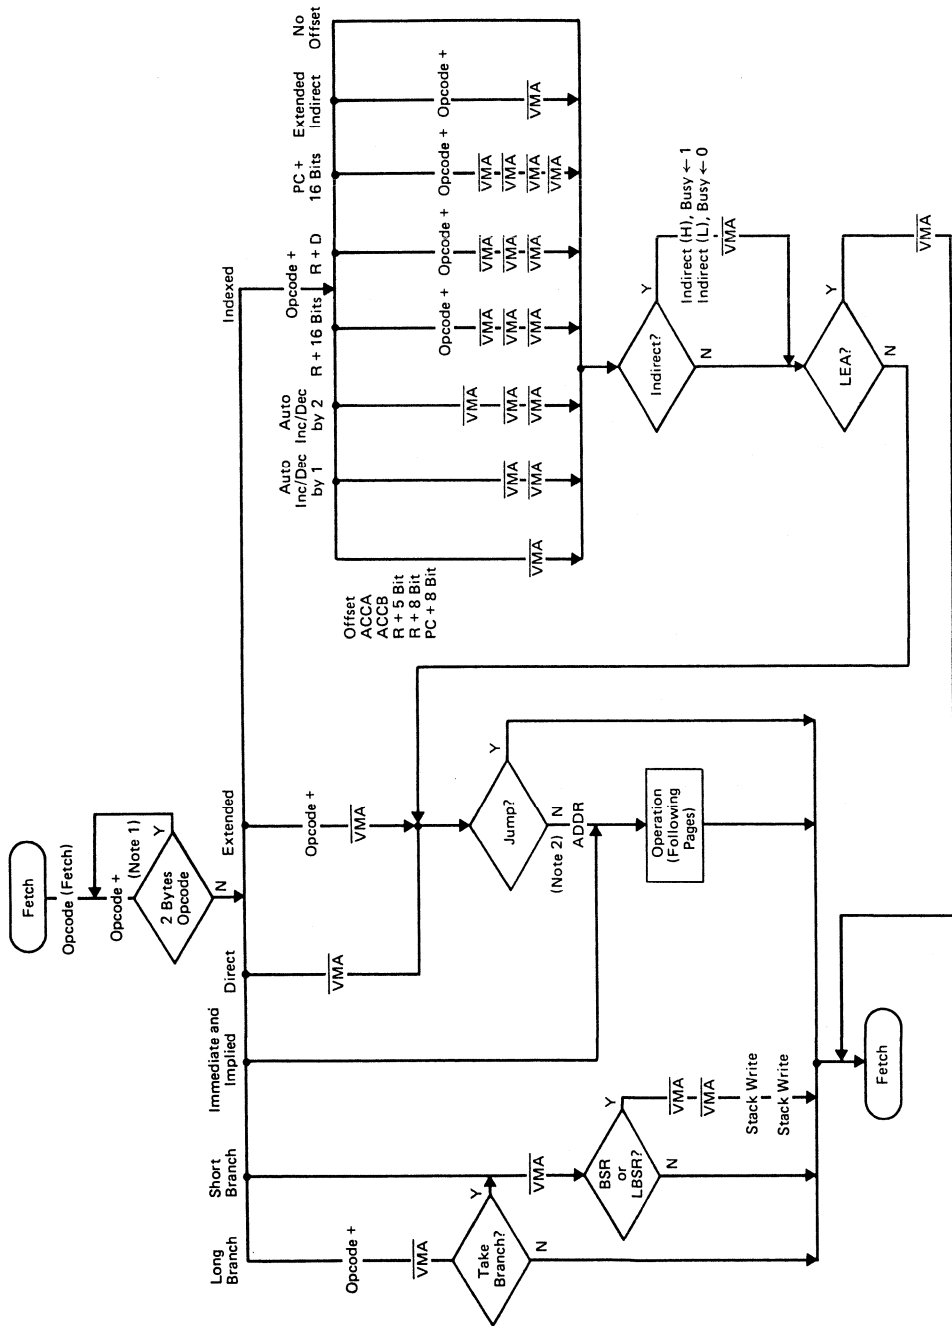 Fetch
Opcode (Fetch)
Opcode +
(Note 1)
2 Bytes
Opcode
Y
N
Long
Branch
Short
Branch
Immediate and
Implied
Direct
Extended
Indexed
Opcode +
VMA
Take
Branch?
Y
N
VMA
BSR
or
LBSR?
Y
N
VMA
VMA
Stack Write
Stack Write
VMA
Opcode +
VMA
Jump?
Y
N
(Note 2)
ADDR
Operation
(Following
Pages)
Fetch
Opcode +
Offset
ACCA
ACCB
R + 5 Bit
R + 8 Bit
PC + 8 Bit
VMA
Auto
Inc/Dec
by 1
VMA
VMA
Auto
Inc/Dec
by 2
VMA
VMA
VMA
R + 16 Bits
Opcode +
VMA
VMA
VMA
R + D
Opcode +
VMA
VMA
VMA
PC +
16 Bits
Opcode +
VMA
VMA
VMA
VMA
Extended
Indirect
Opcode +
Opcode +
VMA
No
Offset
Indirect?
Y
N
Indirect (H), Busy ← 1
Indirect (L), Busy ← 0
VMA
LEA?
Y
N
VMA